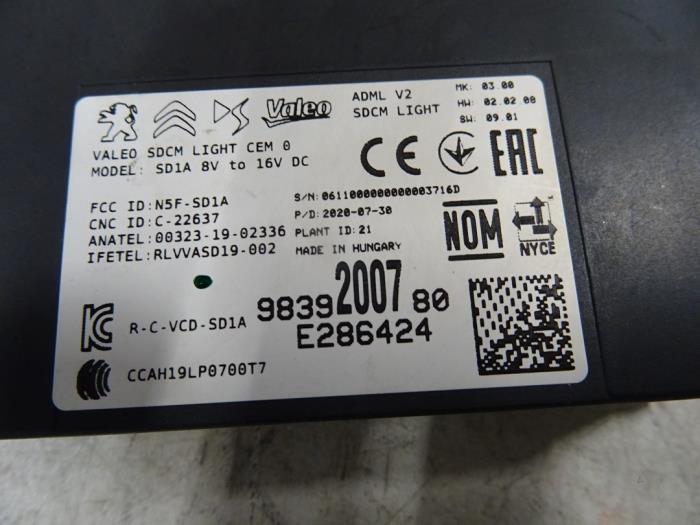 Valeo
ADML V2
SDCM LIGHT
MK: 03.00
HW: 02.02.08
SW: 09.01
VALEO SDCM LIGHT CEM 0
MODEL: SD1A 8V to 16V DC
CE
EAC
FCC ID:N5F-SD1A
CNC ID:C-22637
ANATEL:00323-19-02336
IFETEL:RLVVASD19-002
S/N:0611000000000003716D
P/D:2020-07-30
PLANT ID:21
MADE IN HUNGARY
NOM
NYCE
R-C-VCD-SD1A
9839200780
E286424
CCAH19LP0700T7